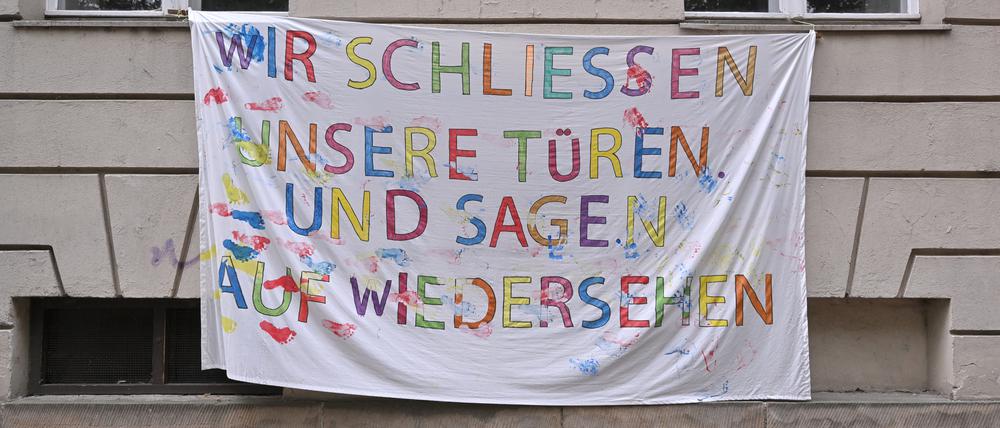 WIR SCHLIESSEN
UNSERE TÜREN.
UND SAGEN
AUF WIEDERSEHEN